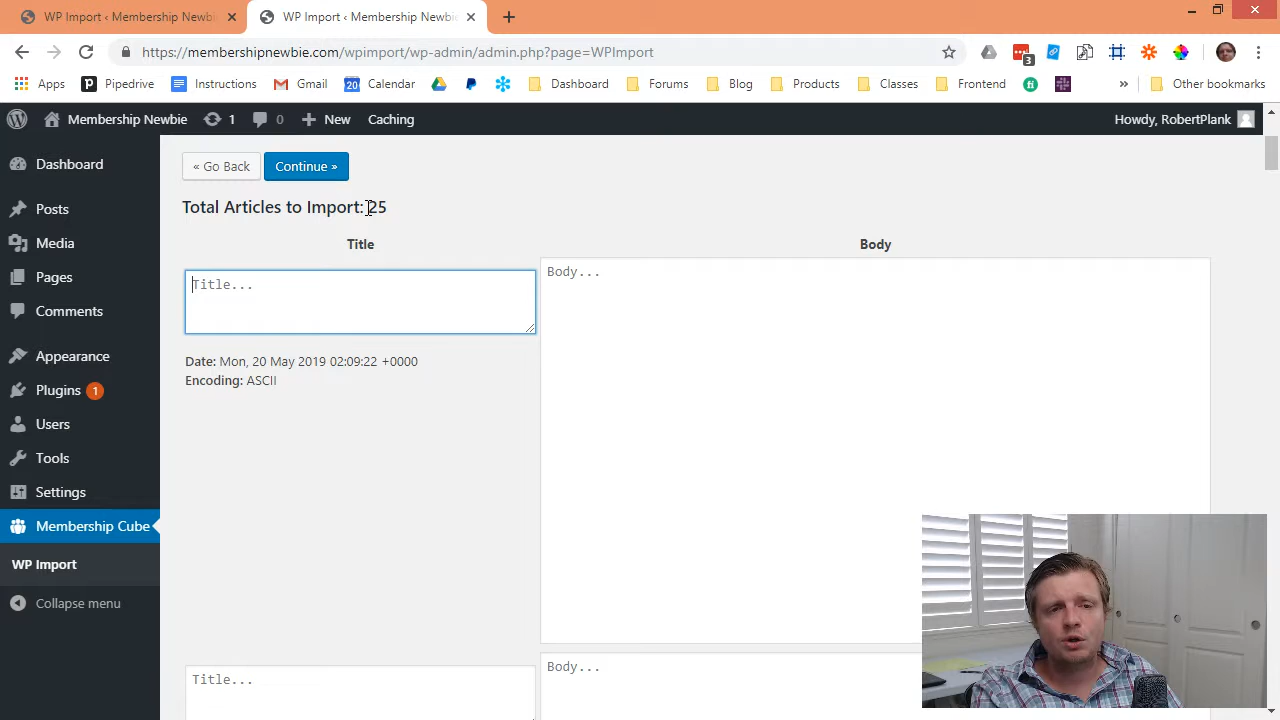 WP Import ‹ Membership Newbie
WP Import ‹ Membership Newbie
https://membershipnewbie.com/wpimport/wp-admin/admin.php?page=WPImport
3
Apps Pipedrive Instructions Gmail 20 Calendar Dashboard Forums Blog Products Classes Frontend fi » Other bookmarks
Membership Newbie 1 0 New Caching Howdy, RobertPlank
Dashboard
Posts
Media
Pages
Comments
Appearance
Plugins 1
Users
Tools
Settings
Membership Cube
WP Import
Collapse menu
« Go Back Continue »
Total Articles to Import: 25
Title Body
Title...
Body...
Date: Mon, 20 May 2019 02:09:22 +0000
Encoding: ASCII
Title...
Body...